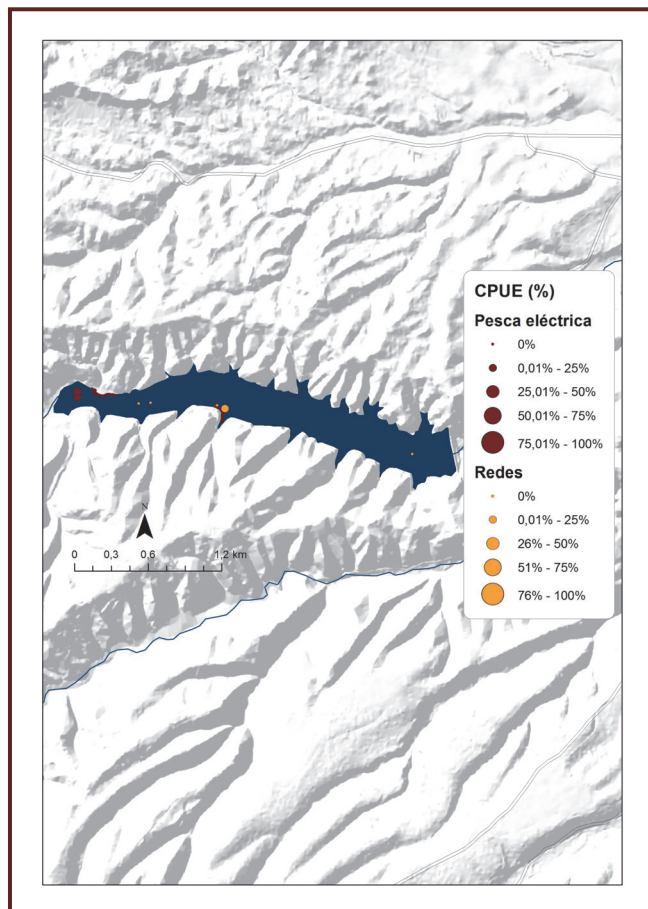 CPUE (%)
Pesca eléctrica
0%
0,01% - 25%
25,01% - 50%
50,01% - 75%
75,01% - 100%
Redes
0%
0,01% - 25%
26% - 50%
51% - 75%
76% - 100%
N
0 0,3 0,6 1,2 km